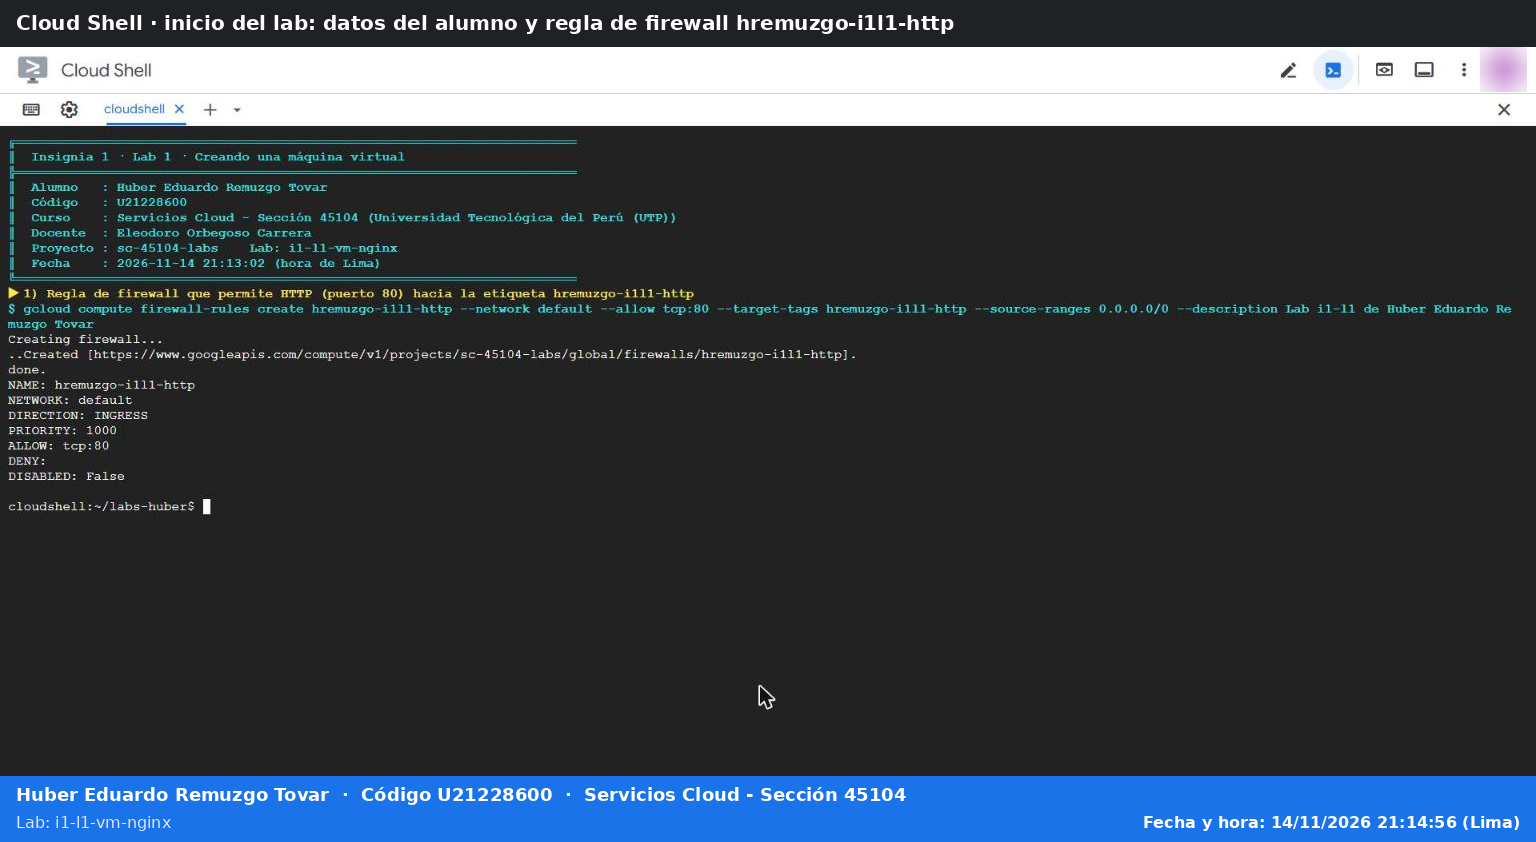 Cloud Shell · inicio del lab: datos del alumno y regla de firewall hremuzgo-i1l1-http
Cloud Shell
cloudshell
Insignia 1 · Lab 1 · Creando una máquina virtual
Alumno : Huber Eduardo Remuzgo Tovar
Código : U21228600
Curso : Servicios Cloud - Sección 45104 (Universidad Tecnológica del Perú (UTP))
Docente : Eleodoro Orbegoso Carrera
Proyecto : sc-45104-labs Lab: i1-l1-vm-nginx
Fecha : 2026-11-14 21:13:02 (hora de Lima)
1) Regla de firewall que permite HTTP (puerto 80) hacia la etiqueta hremuzgo-i1l1-http
$ gcloud compute firewall-rules create hremuzgo-i1l1-http --network default --allow tcp:80 --target-tags hremuzgo-i1l1-http --source-ranges 0.0.0.0/0 --description Lab i1-l1 de Huber Eduardo Re
muzgo Tovar
Creating firewall...
..Created [https://www.googleapis.com/compute/v1/projects/sc-45104-labs/global/firewalls/hremuzgo-i1l1-http].
done.
NAME: hremuzgo-i1l1-http
NETWORK: default
DIRECTION: INGRESS
PRIORITY: 1000
ALLOW: tcp:80
DENY:
DISABLED: False
cloudshell:~/labs-huber$
Huber Eduardo Remuzgo Tovar · Código U21228600 · Servicios Cloud - Sección 45104
Lab: i1-l1-vm-nginx
Fecha y hora: 14/11/2026 21:14:56 (Lima)